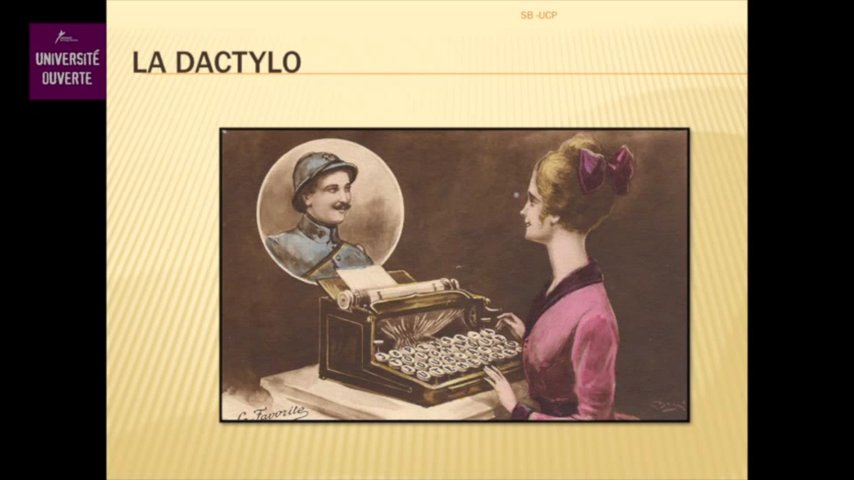 SB -UCP
UNIVERSITÉ
OUVERTE
LA DACTYLO
La Favorite